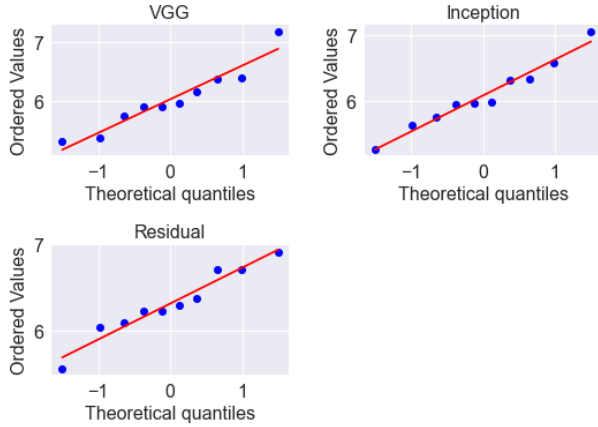 VGG
Ordered Values
7
6
−1
0
1
Theoretical quantiles
Inception
Ordered Values
7
6
−1
0
1
Theoretical quantiles
Residual
Ordered Values
7
6
−1
0
1
Theoretical quantiles